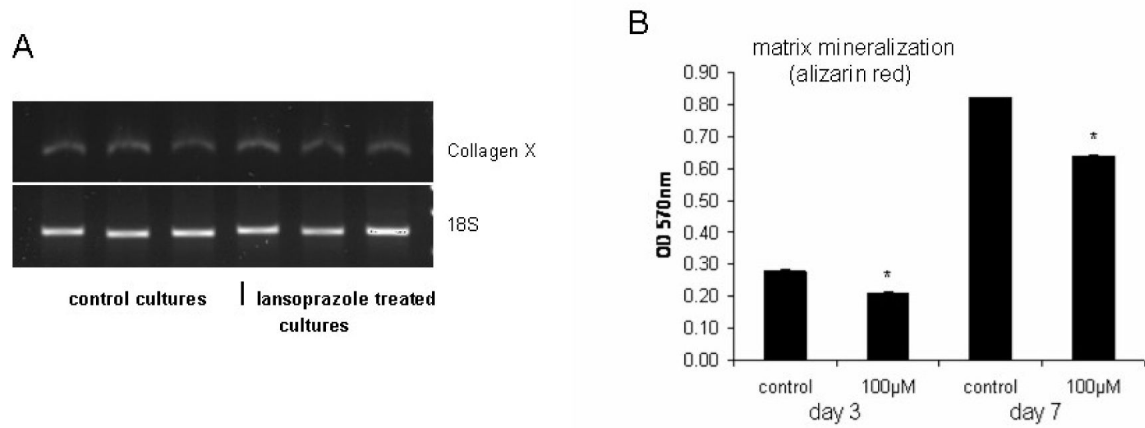 A
Collagen X
18S
control cultures
lansoprazole treated
cultures
B
matrix mineralization
(alizarin red)
OD 570nm
0.90
0.80
0.70
0.60
0.50
0.40
0.30
0.20
0.10
0.00
*
*
control 100µM control 100µM
day 3 day 7